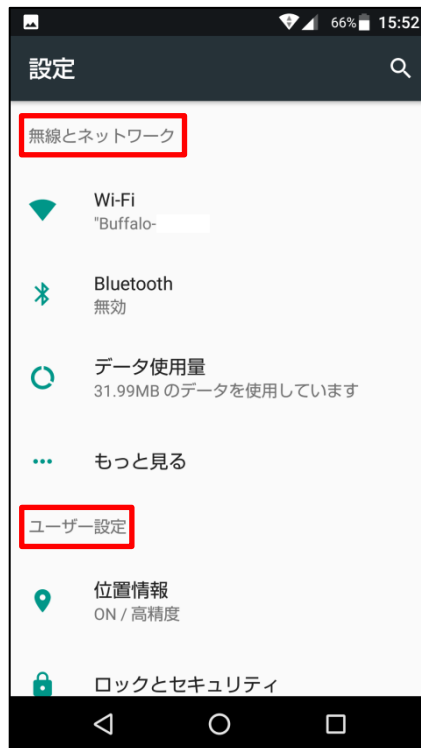 66% 15:52
設定
無線とネットワーク
Wi-Fi
"Buffalo-
Bluetooth
無効
データ使用量
31.99MB のデータを使用しています
もっと見る
ユーザー設定
位置情報
ON / 高精度
ロックとセキュリティ